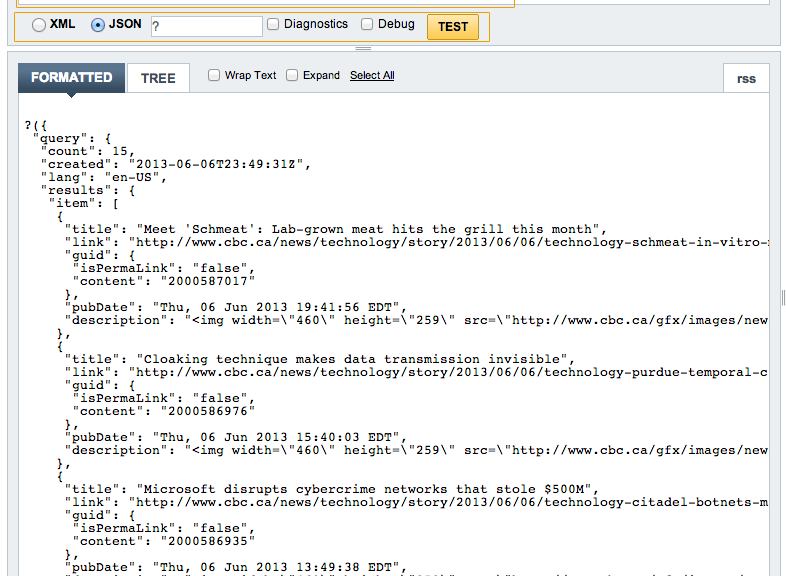 XML JSON ? Diagnostics Debug TEST
FORMATTED TREE Wrap Text Expand Select All rss
?({
"query": {
"count": 15,
"created": "2013-06-06T23:49:31Z",
"lang": "en-US",
"results": {
"item": [
{
"title": "Meet 'Schmeat': Lab-grown meat hits the grill this month",
"link": "http://www.cbc.ca/news/technology/story/2013/06/06/technology-schmeat-in-vitro-
"guid": {
"isPermaLink": "false",
"content": "2000587017"
},
"pubDate": "Thu, 06 Jun 2013 19:41:56 EDT",
"description": "<img width=\"460\" height=\"259\" src=\"http://www.cbc.ca/gfx/images/new
},
{
"title": "Cloaking technique makes data transmission invisible",
"link": "http://www.cbc.ca/news/technology/story/2013/06/06/technology-purdue-temporal-c
"guid": {
"isPermaLink": "false",
"content": "2000586976"
},
"pubDate": "Thu, 06 Jun 2013 15:40:03 EDT",
"description": "<img width=\"460\" height=\"259\" src=\"http://www.cbc.ca/gfx/images/new
},
{
"title": "Microsoft disrupts cybercrime networks that stole $500M",
"link": "http://www.cbc.ca/news/technology/story/2013/06/06/technology-citadel-botnets-m
"guid": {
"isPermaLink": "false",
"content": "2000586935"
},
"pubDate": "Thu, 06 Jun 2013 13:49:38 EDT",